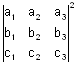 |a₁ a₂ a₃|²
|b₁ b₂ b₃|
|c₁ c₂ c₃|